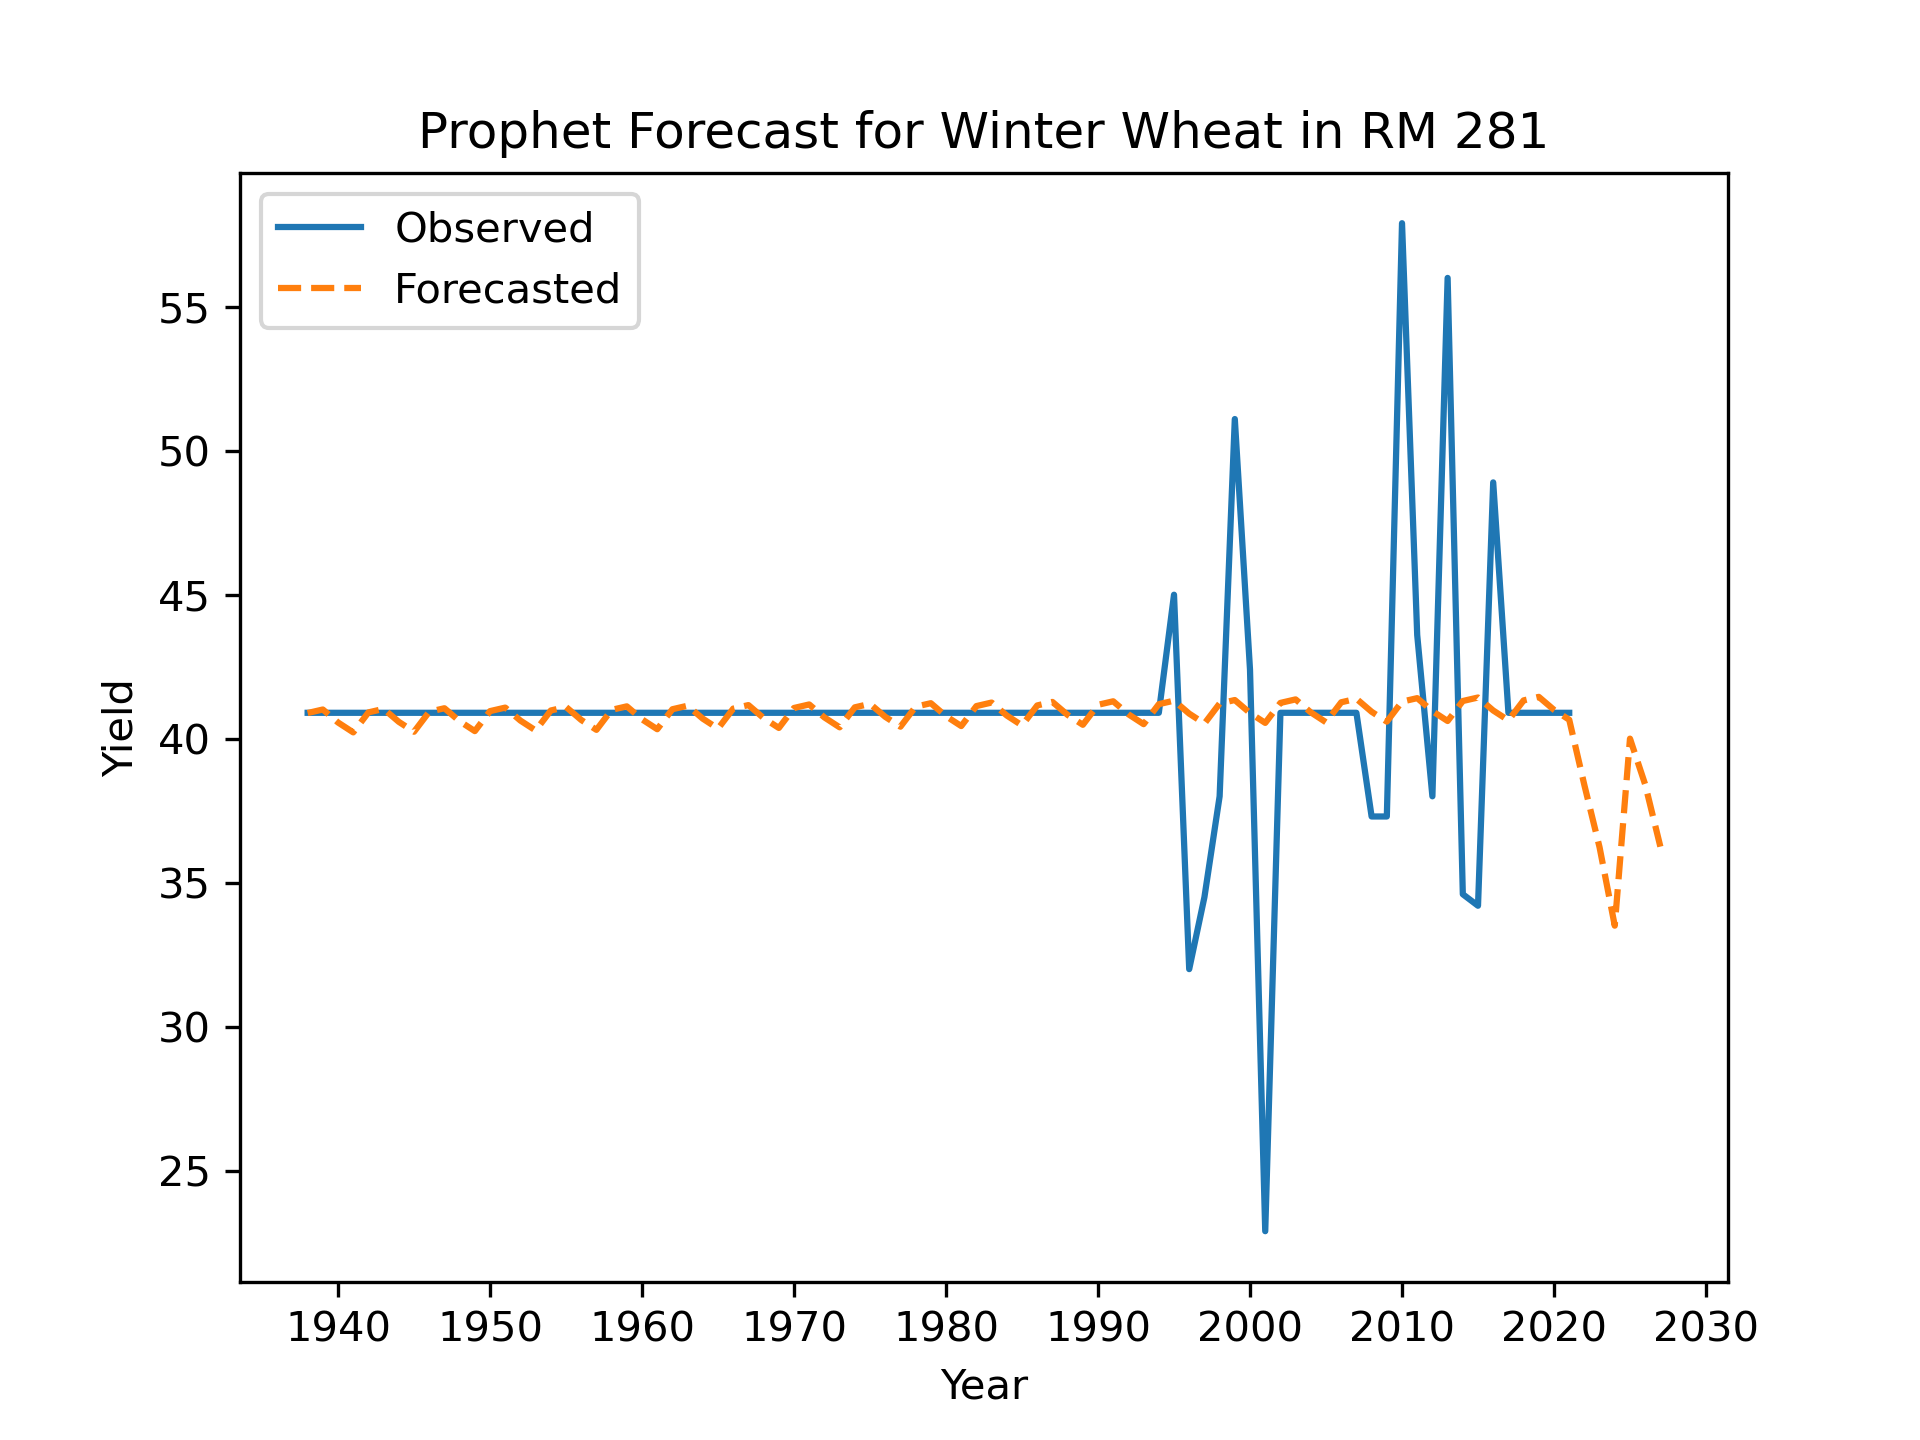 Prophet Forecast for Winter Wheat in RM 281
Observed
Forecasted
55
50
45
40
35
30
25
Yield
1940 1950 1960 1970 1980 1990 2000 2010 2020 2030
Year